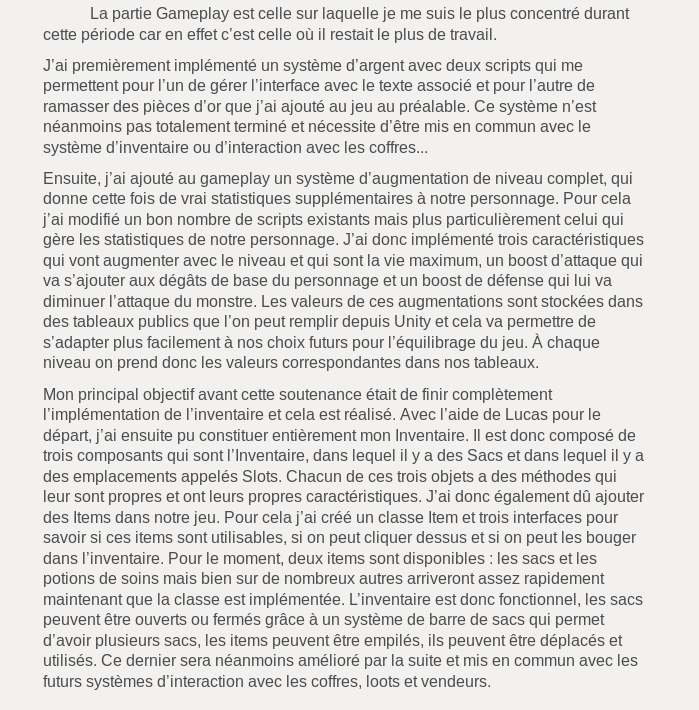 La partie Gameplay est celle sur laquelle je me suis le plus concentré durant
cette période car en effet c’est celle où il restait le plus de travail.
J’ai premièrement implémenté un système d’argent avec deux scripts qui me
permettent pour l’un de gérer l’interface avec le texte associé et pour l’autre de
ramasser des pièces d’or que j’ai ajouté au jeu au préalable. Ce système n’est
néanmoins pas totalement terminé et nécessite d’être mis en commun avec le
système d’inventaire ou d’interaction avec les coffres...
Ensuite, j’ai ajouté au gameplay un système d’augmentation de niveau complet, qui
donne cette fois de vrai statistiques supplémentaires à notre personnage. Pour cela
j’ai modifié un bon nombre de scripts existants mais plus particulièrement celui qui
gère les statistiques de notre personnage. J’ai donc implémenté trois caractéristiques
qui vont augmenter avec le niveau et qui sont la vie maximum, un boost d’attaque qui
va s’ajouter aux dégâts de base du personnage et un boost de défense qui lui va
diminuer l’attaque du monstre. Les valeurs de ces augmentations sont stockées dans
des tableaux publics que l’on peut remplir depuis Unity et cela va permettre de
s’adapter plus facilement à nos choix futurs pour l’équilibrage du jeu. À chaque
niveau on prend donc les valeurs correspondantes dans nos tableaux.
Mon principal objectif avant cette soutenance était de finir complètement
l’implémentation de l’inventaire et cela est réalisé. Avec l’aide de Lucas pour le
départ, j’ai ensuite pu constituer entièrement mon Inventaire. Il est donc composé de
trois composants qui sont l’Inventaire, dans lequel il y a des Sacs et dans lequel il y a
des emplacements appelés Slots. Chacun de ces trois objets a des méthodes qui
leur sont propres et ont leurs propres caractéristiques. J’ai donc également dû ajouter
des Items dans notre jeu. Pour cela j’ai créé un classe Item et trois interfaces pour
savoir si ces items sont utilisables, si on peut cliquer dessus et si on peut les bouger
dans l’inventaire. Pour le moment, deux items sont disponibles : les sacs et les
potions de soins mais bien sur de nombreux autres arriveront assez rapidement
maintenant que la classe est implémentée. L’inventaire est donc fonctionnel, les sacs
peuvent être ouverts ou fermés grâce à un système de barre de sacs qui permet
d’avoir plusieurs sacs, les items peuvent être empilés, ils peuvent être déplacés et
utilisés. Ce dernier sera néanmoins amélioré par la suite et mis en commun avec les
futurs systèmes d’interaction avec les coffres, loots et vendeurs.